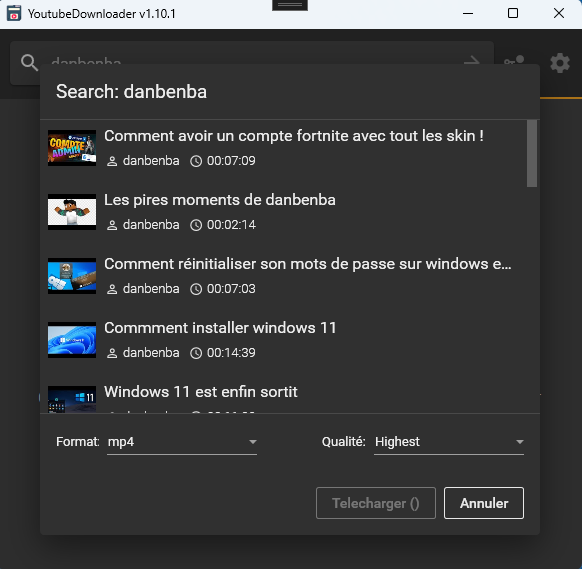 YoutubeDownloader v1.10.1
danbenba
Search: danbenba
Comment avoir un compte fortnite avec tout les skin !
danbenba 00:07:09
COMPTE
ADMIN
Les pires moments de danbenba
danbenba 00:02:14
Comment réinitialiser son mots de passe sur windows e...
danbenba 00:07:03
Commment installer windows 11
danbenba 00:14:39
Windows 11 est enfin sortit
11
Format: mp4
Qualité: Highest
Telecharger ()
Annuler